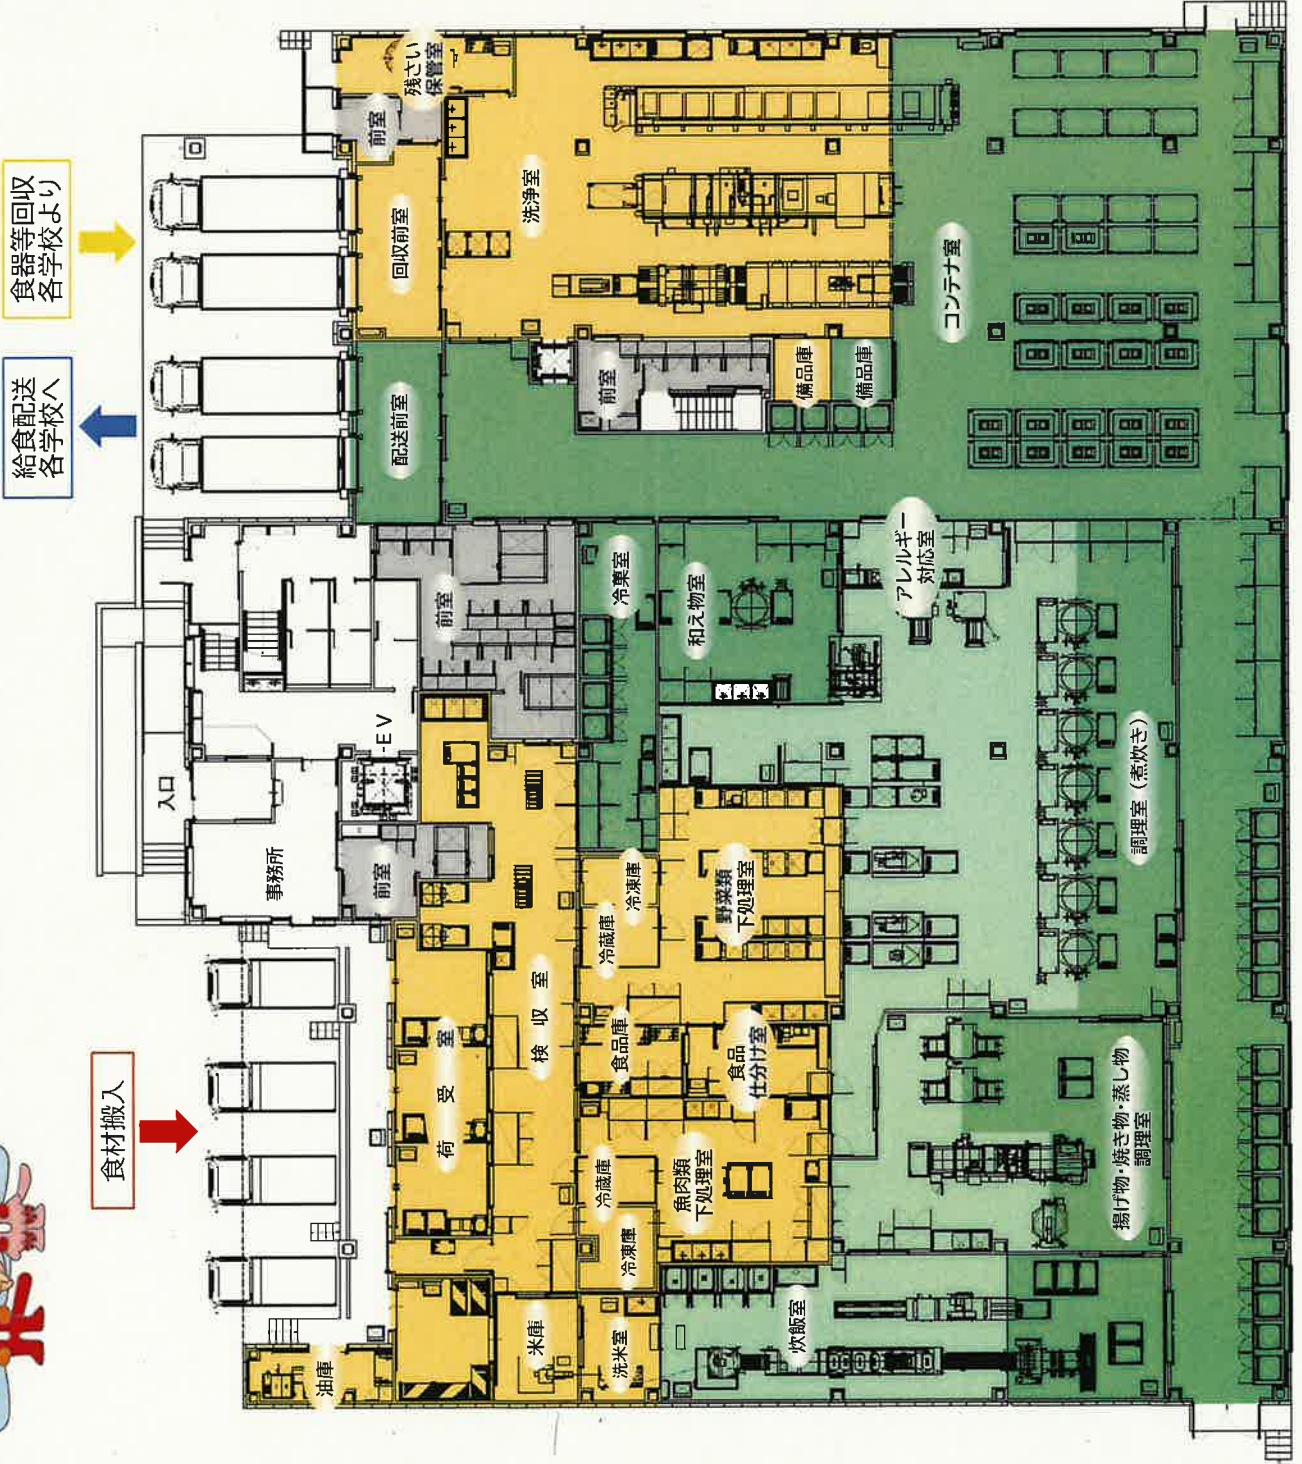 食器等回収
各学校より
給食配送
各学校へ
食材搬入
残さい
保管室
前室
回収前室
洗浄室
配送前室
前室
備品庫
備品庫
コンテナ室
入口
事務所
EV
前室
前室
冷菓室
和え物室
アレルギー
対応室
荷受室
検収室
冷蔵庫
冷凍庫
野菜類
下処理室
食品庫
食品
仕分け室
調理室（煮炊き）
冷蔵庫
冷凍庫
魚肉類
下処理室
揚げ物・焼き物・蒸し物
調理室
油庫
米庫
洗米室
炊飯室